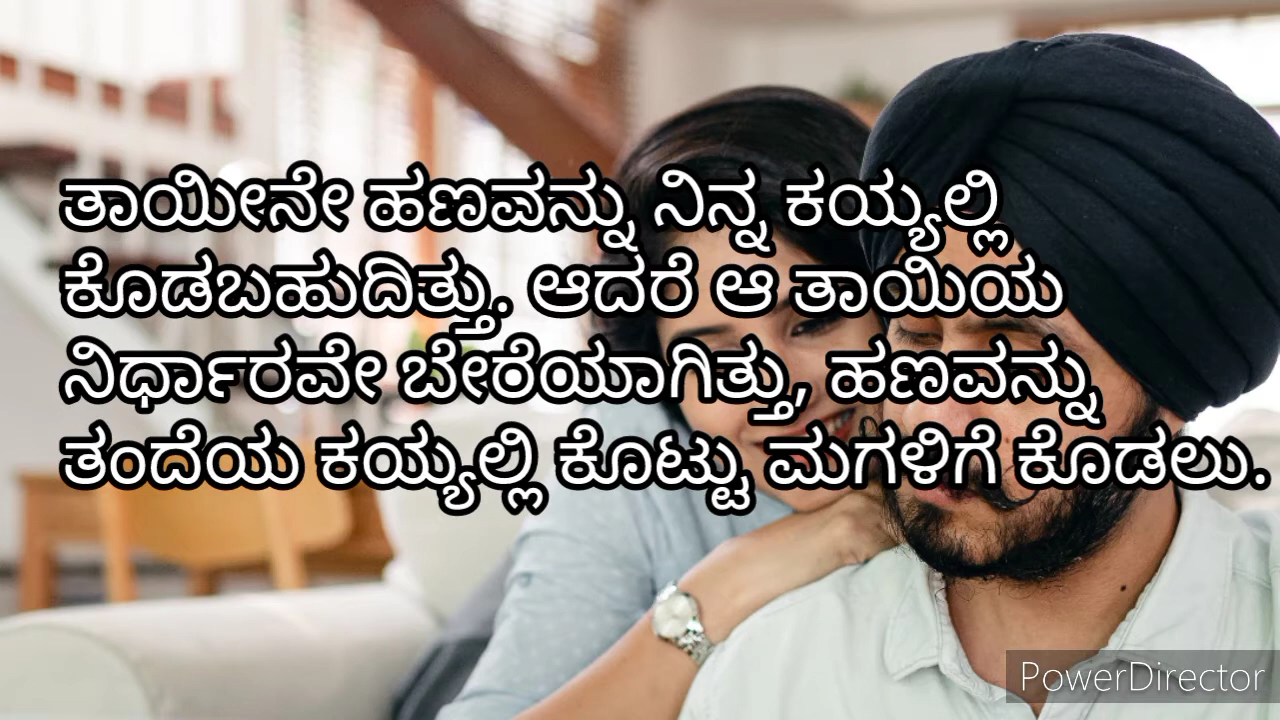 ತಾಯೀನೇ ಹಣವನ್ನು ನಿನ್ನ ಕಯ್ಯಲ್ಲಿ
ಕೊಡಬಹುದಿತ್ತು. ಆದರೆ ಆ ತಾಯಿಯ
ನಿರ್ಧಾರವೇ ಬೇರೆಯಾಗಿತ್ತು, ಹಣವನ್ನು
ತಂದೆಯ ಕಯ್ಯಲ್ಲಿ ಕೊಟ್ಟು ಮಗಳಿಗೆ ಕೊಡಲು.
PowerDirector